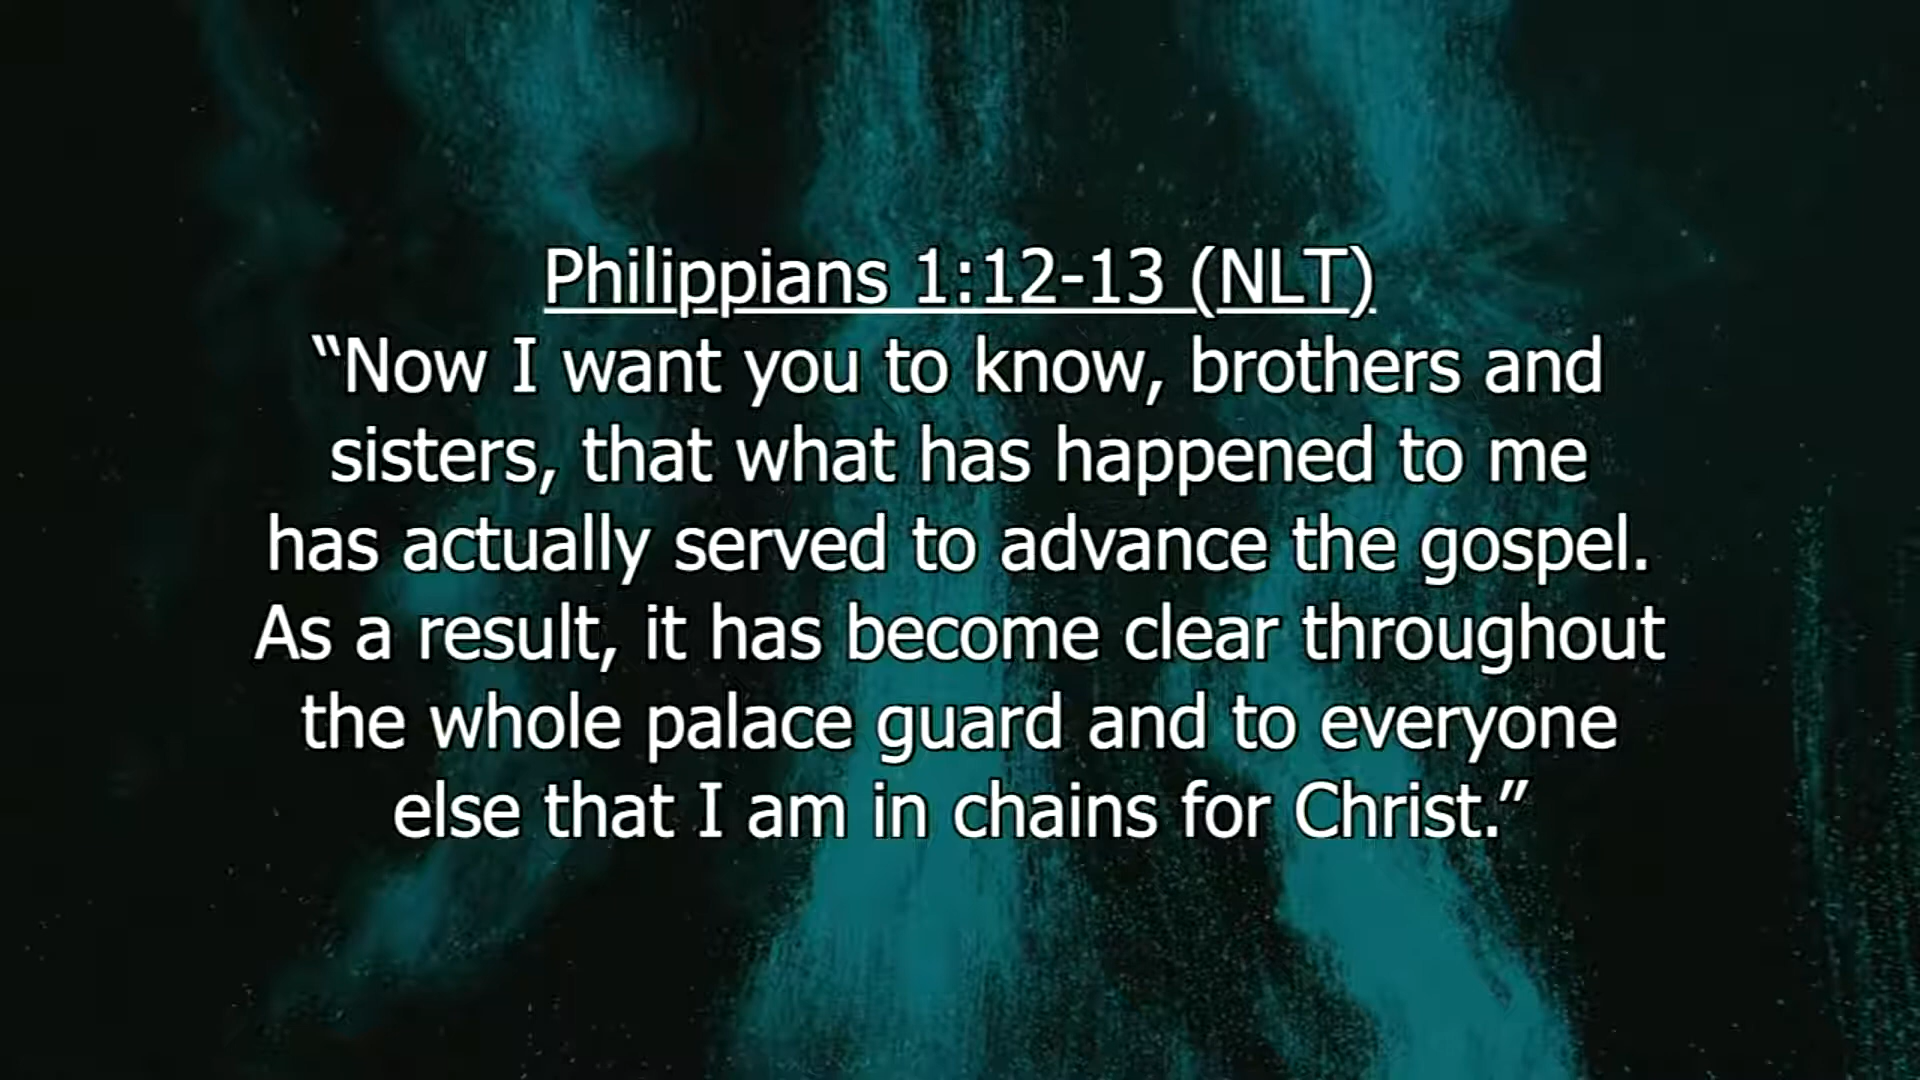 Philippians 1:12-13 (NLT)
“Now I want you to know, brothers and
sisters, that what has happened to me
has actually served to advance the gospel.
As a result, it has become clear throughout
the whole palace guard and to everyone
else that I am in chains for Christ.”